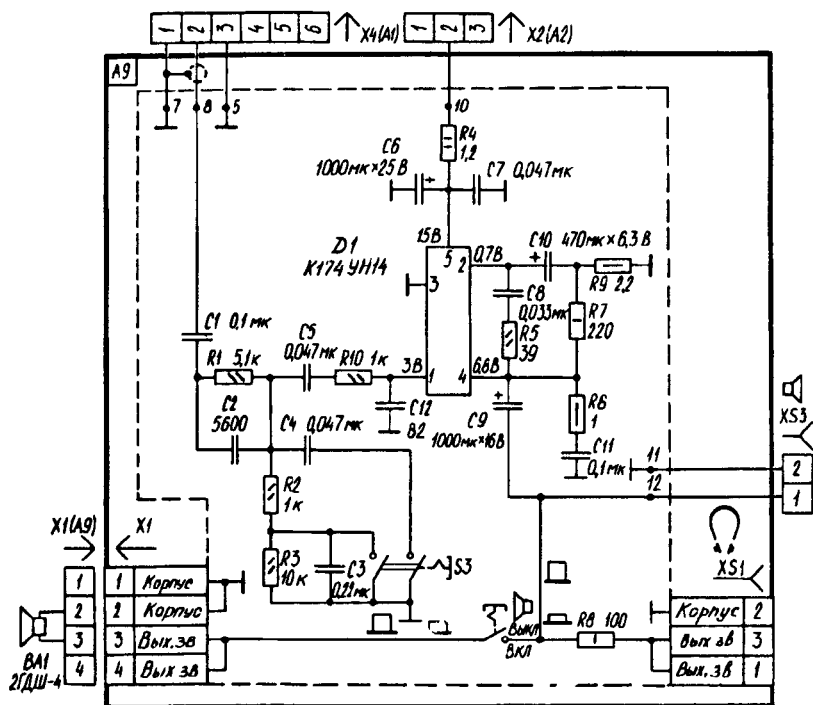 1 2 3 4 5 6 X4(A1)
1 2 3 X2(A2)
A9
7 8 5
10
R4
1,2
C6
1000мк×25В
+
C7 0,047мк
15В
D1
К174УН14
5 2
3
1 4
0,7В
C10 470мк×6,3В
+
R9 2,2
C8
0,033мк
R7
220
R5
39
C1 0,1мк
C5
0,047мк
R1 5,1к
R10 1к
3В
6,8В
C12
82
C9
+
1000мк×16В
R6
1
C11
0,1мк
C2
5600
C4 0,047мк
XS3
11
2
12
1
R2
1к
X1(A9)
X1
R3
10к
C3
0,22мк
S3
XS1
1 1 Корпус
2 2 Корпус
3 3 Вых.зв
4 4 Вых зв
BA1
2ГДШ-4
ВЫКЛ
ВКЛ
R8 100
Корпус 2
Вых зв 3
Вых.зв 1